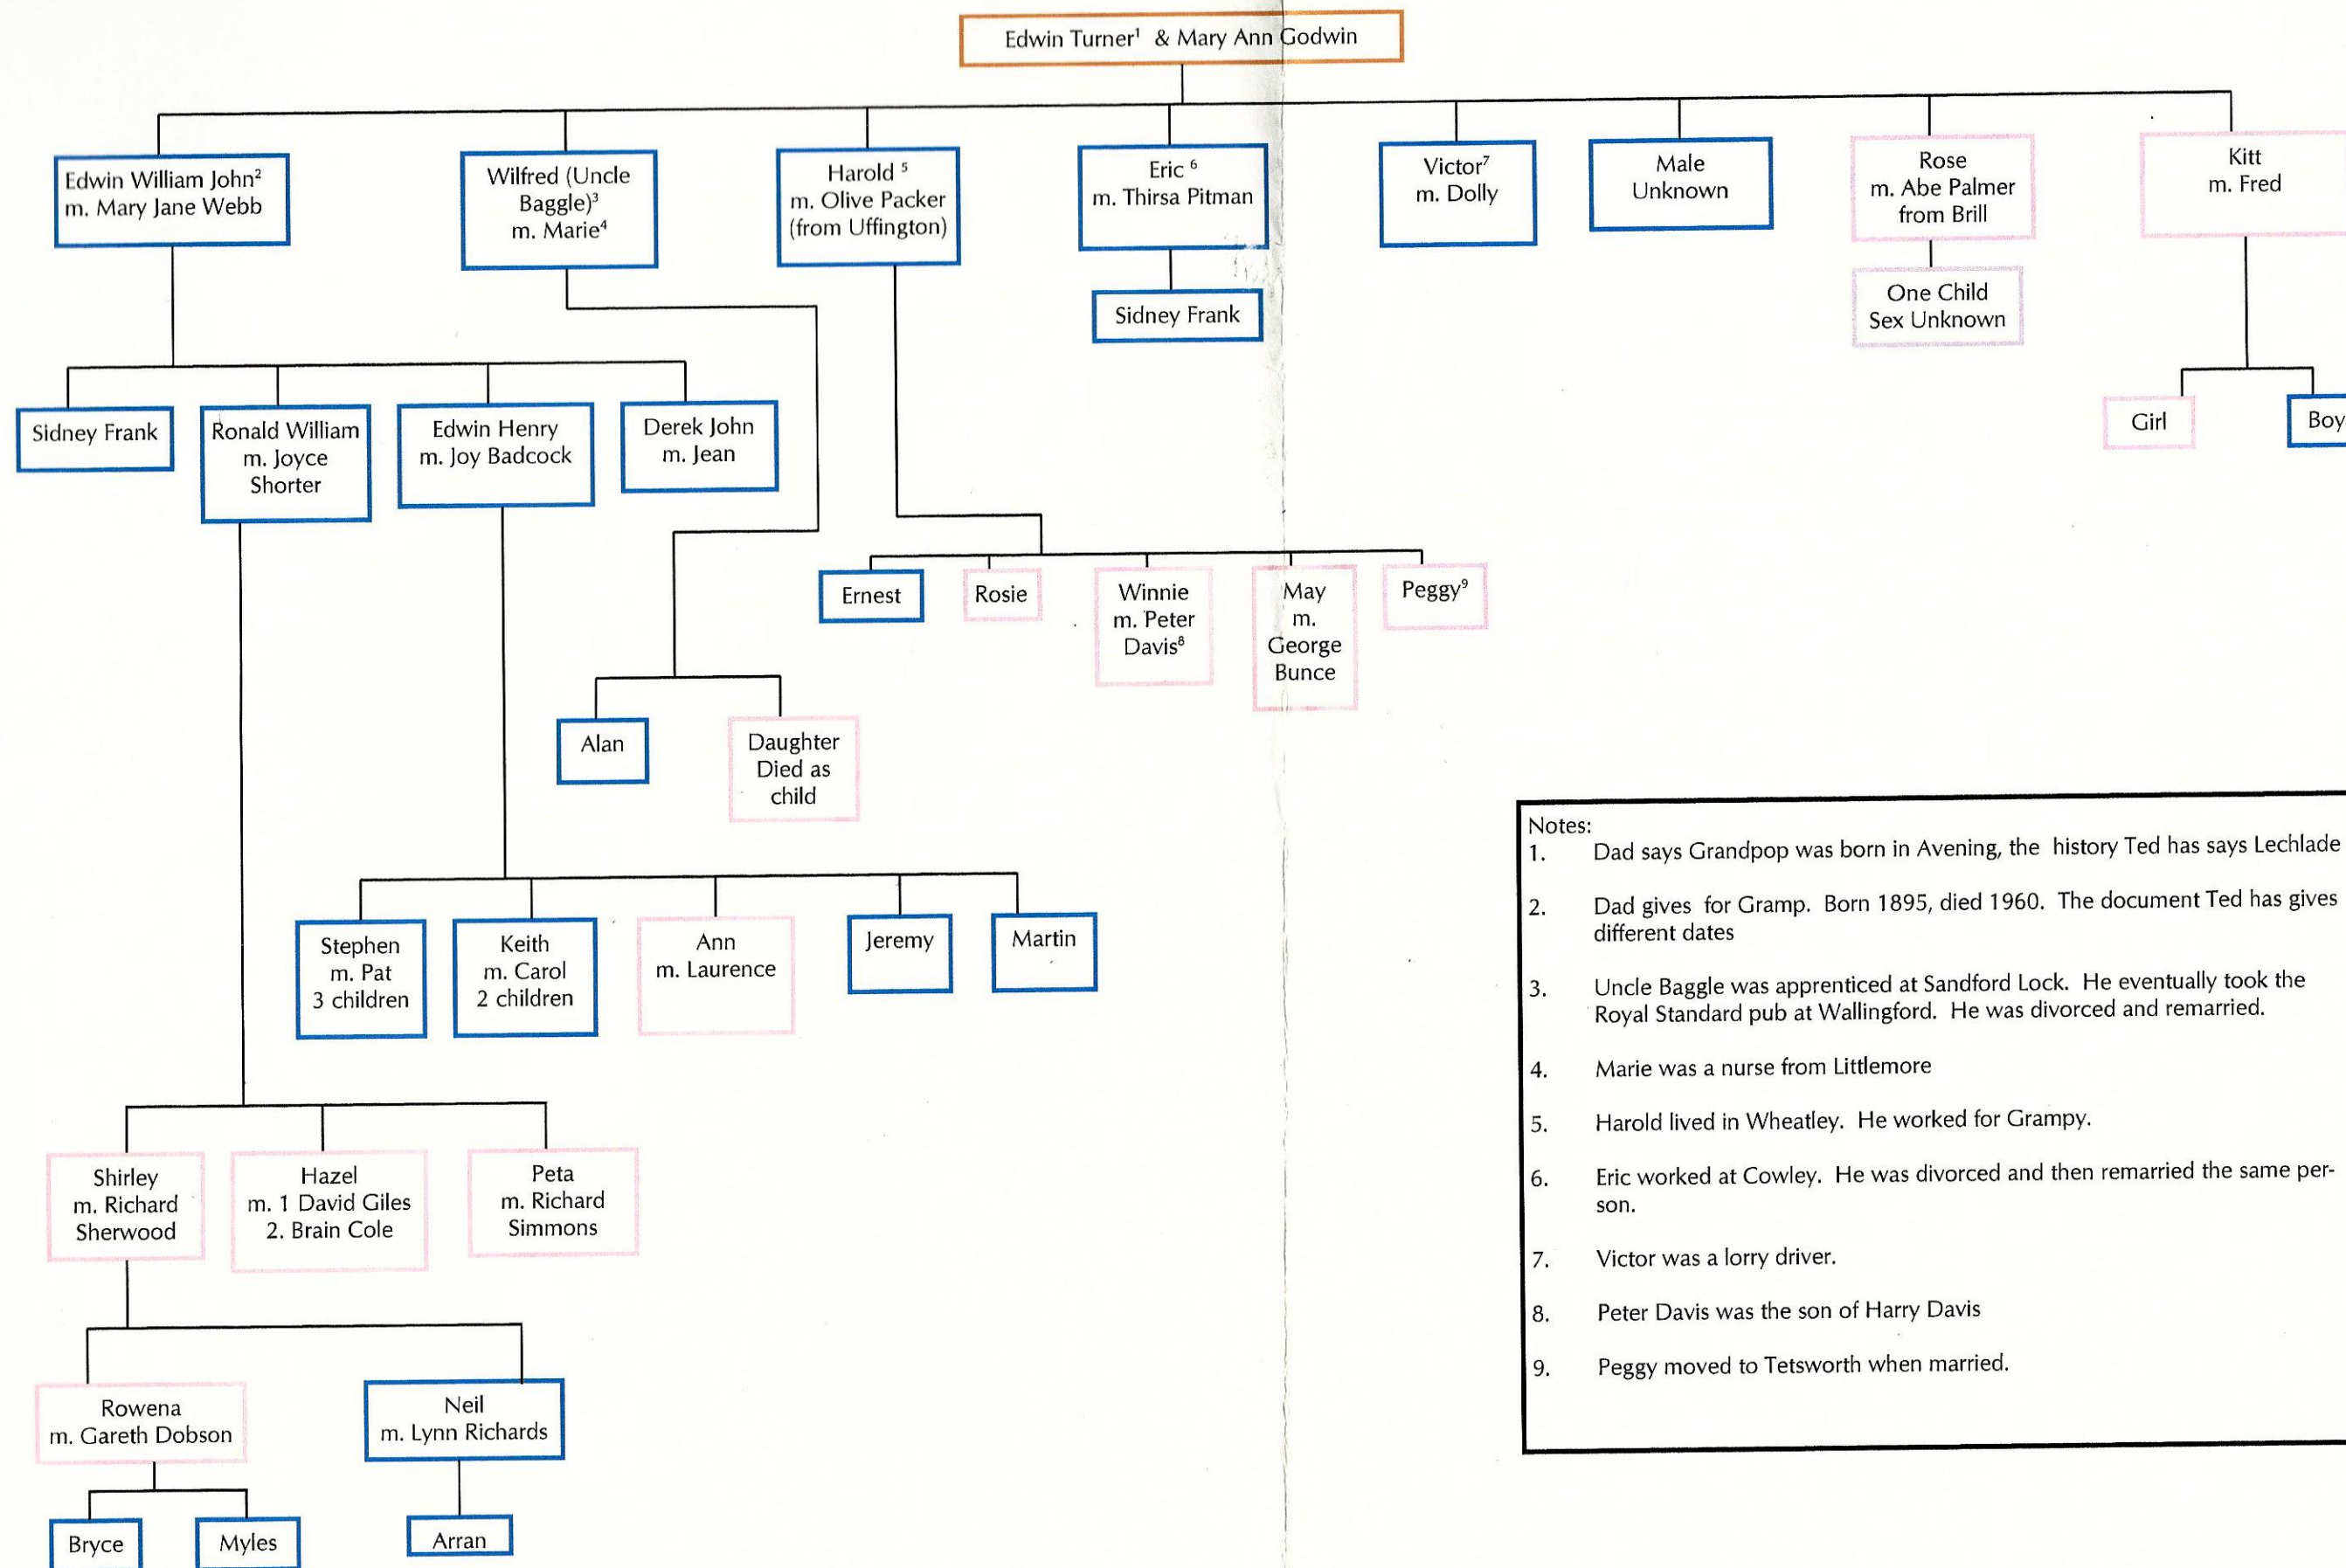 Edwin Turner¹ & Mary Ann Godwin
Edwin William John²
m. Mary Jane Webb
Wilfred (Uncle
Baggle)³
m. Marie⁴
Harold ⁵
m. Olive Packer
(from Uffington)
Eric ⁶
m. Thirsa Pitman
Victor⁷
m. Dolly
Male
Unknown
Rose
m. Abe Palmer
from Brill
Kitt
m. Fred
Sidney Frank
One Child
Sex Unknown
Sidney Frank
Ronald William
m. Joyce
Shorter
Edwin Henry
m. Joy Badcock
Derek John
m. Jean
Girl
Boy
Ernest
Rosie
Winnie
m. Peter
Davis⁸
May
m.
George
Bunce
Peggy⁹
Alan
Daughter
Died as
child
Stephen
m. Pat
3 children
Keith
m. Carol
2 children
Ann
m. Laurence
Jeremy
Martin
Shirley
m. Richard
Sherwood
Hazel
m. 1 David Giles
2. Brain Cole
Peta
m. Richard
Simmons
Rowena
m. Gareth Dobson
Neil
m. Lynn Richards
Bryce
Myles
Arran
Notes:
1. Dad says Grandpop was born in Avening, the history Ted has says Lechlade
2. Dad gives for Gramp. Born 1895, died 1960. The document Ted has gives
different dates
3. Uncle Baggle was apprenticed at Sandford Lock. He eventually took the
Royal Standard pub at Wallingford. He was divorced and remarried.
4. Marie was a nurse from Littlemore
5. Harold lived in Wheatley. He worked for Grampy.
6. Eric worked at Cowley. He was divorced and then remarried the same per-
son.
7. Victor was a lorry driver.
8. Peter Davis was the son of Harry Davis
9. Peggy moved to Tetsworth when married.